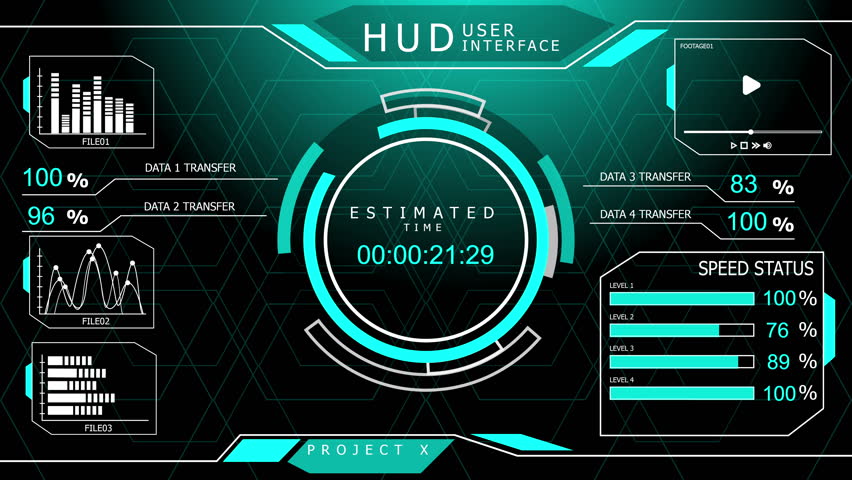 HUD USER
INTERFACE
FOOTAGE01
FILE01
DATA 1 TRANSFER
100 %
DATA 2 TRANSFER
96 %
FILE02
FILE03
ESTIMATED
TIME
00:00:21:29
DATA 3 TRANSFER
83 %
DATA 4 TRANSFER
100 %
SPEED STATUS
LEVEL 1
100 %
LEVEL 2
76 %
LEVEL 3
89 %
LEVEL 4
100 %
PROJECT X